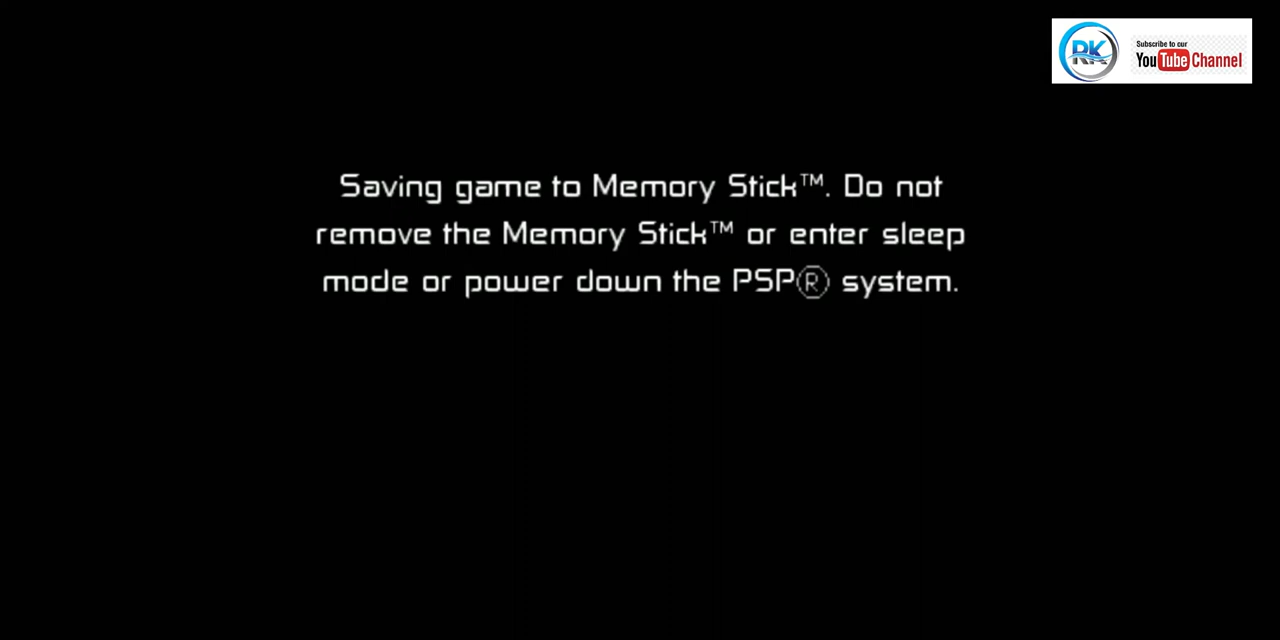 RK
Subscribe to our
YouTube Channel
Saving game to Memory Stick™. Do not
remove the Memory Stick™ or enter sleep
mode or power down the PSP® system.